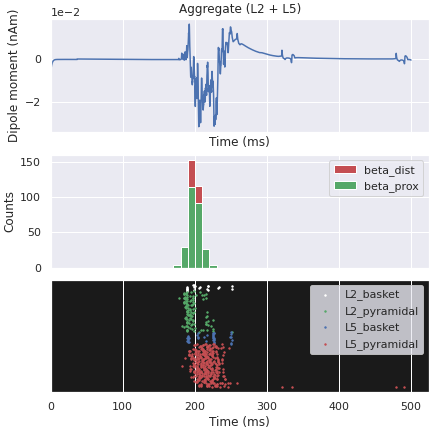 Aggregate (L2 + L5)
1e−2
Dipole moment (nAm)
0
−2
Time (ms)
Counts
150
100
50
0
beta_dist
beta_prox
L2_basket
L2_pyramidal
L5_basket
L5_pyramidal
0 100 200 300 400 500
Time (ms)